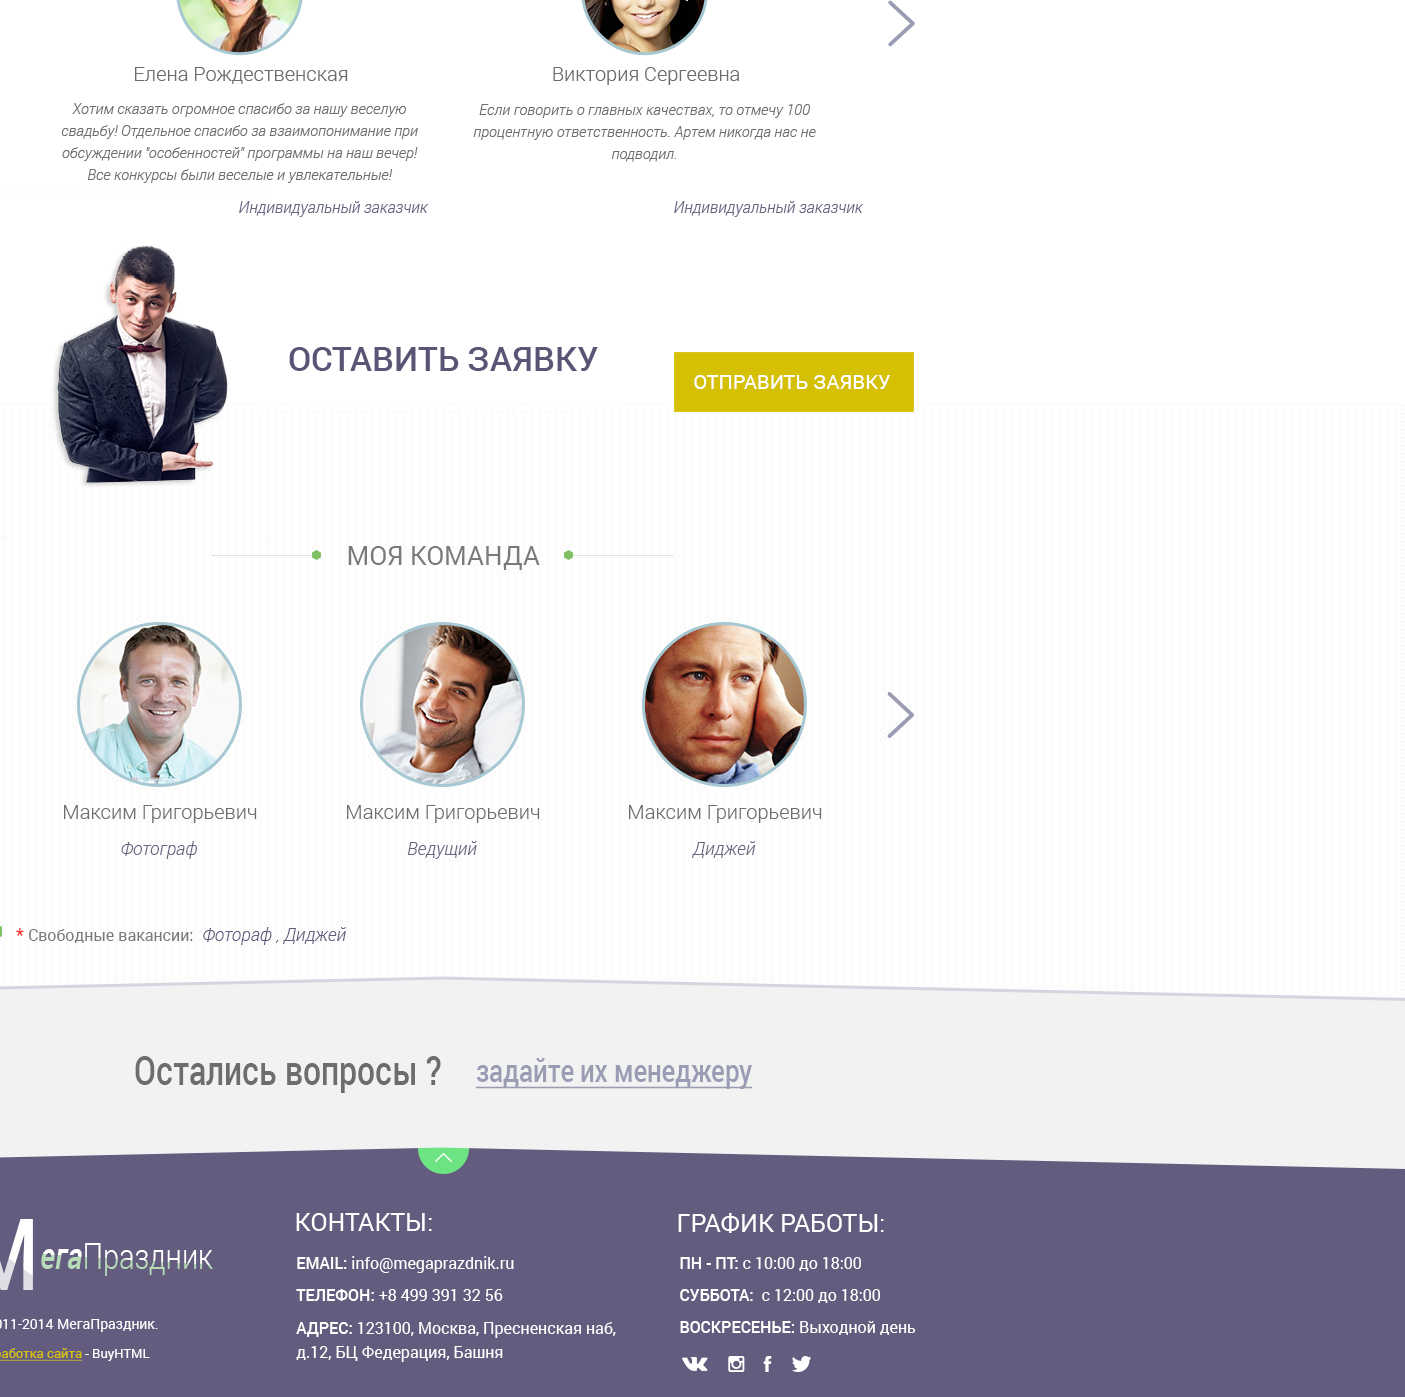 Елена Рождественская
Виктория Сергеевна
Хотим сказать огромное спасибо за нашу веселую
свадьбу! Отдельное спасибо за взаимопонимание при
обсуждении "особенностей" программы на наш вечер!
Все конкурсы были веселые и увлекательные!
Если говорить о главных качествах, то отмечу 100
процентную ответственность. Артем никогда нас не
подводил.
Индивидуальный заказчик
Индивидуальный заказчик
ОСТАВИТЬ ЗАЯВКУ
ОТПРАВИТЬ ЗАЯВКУ
МОЯ КОМАНДА
Максим Григорьевич
Фотограф
Максим Григорьевич
Ведущий
Максим Григорьевич
Диджей
* Свободные вакансии: Фотораф , Диджей
Остались вопросы ? задайте их менеджеру
МегаПраздник
011-2014 МегаПраздник.
работка сайта - BuyHTML
КОНТАКТЫ:
EMAIL: info@megaprazdnik.ru
ТЕЛЕФОН: +8 499 391 32 56
АДРЕС: 123100, Москва, Пресненская наб,
д.12, БЦ Федерация, Башня
ГРАФИК РАБОТЫ:
ПН - ПТ: с 10:00 до 18:00
СУББОТА: с 12:00 до 18:00
ВОСКРЕСЕНЬЕ: Выходной день